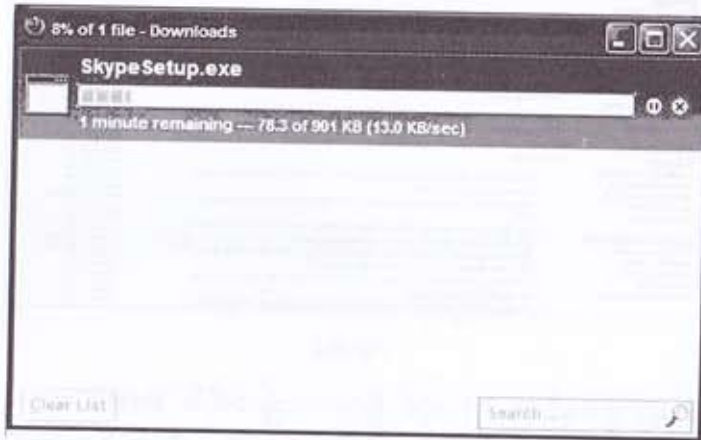 8% of 1 file - Downloads
SkypeSetup.exe
1 minute remaining — 78.3 of 901 KB (13.0 KB/sec)
Clear List
Search...